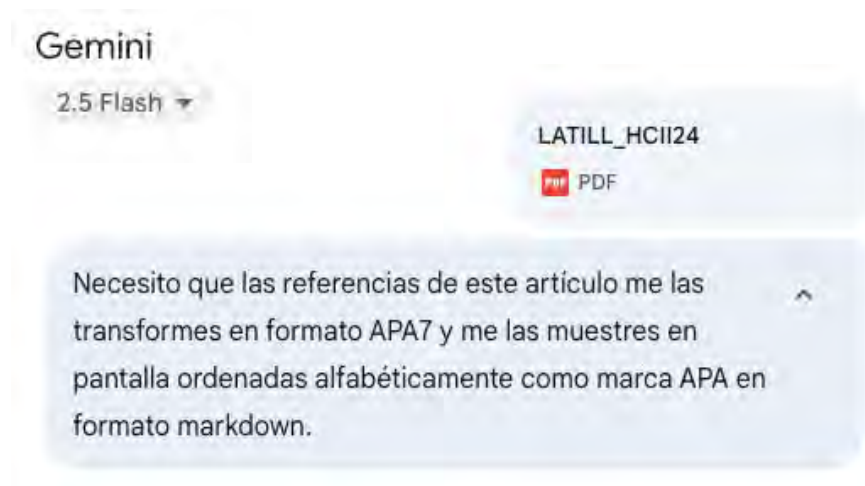 Gemini
2.5 Flash
LATILL_HCII24
PDF PDF
Necesito que las referencias de este artículo me las
transformes en formato APA7 y me las muestres en
pantalla ordenadas alfabéticamente como marca APA en
formato markdown.